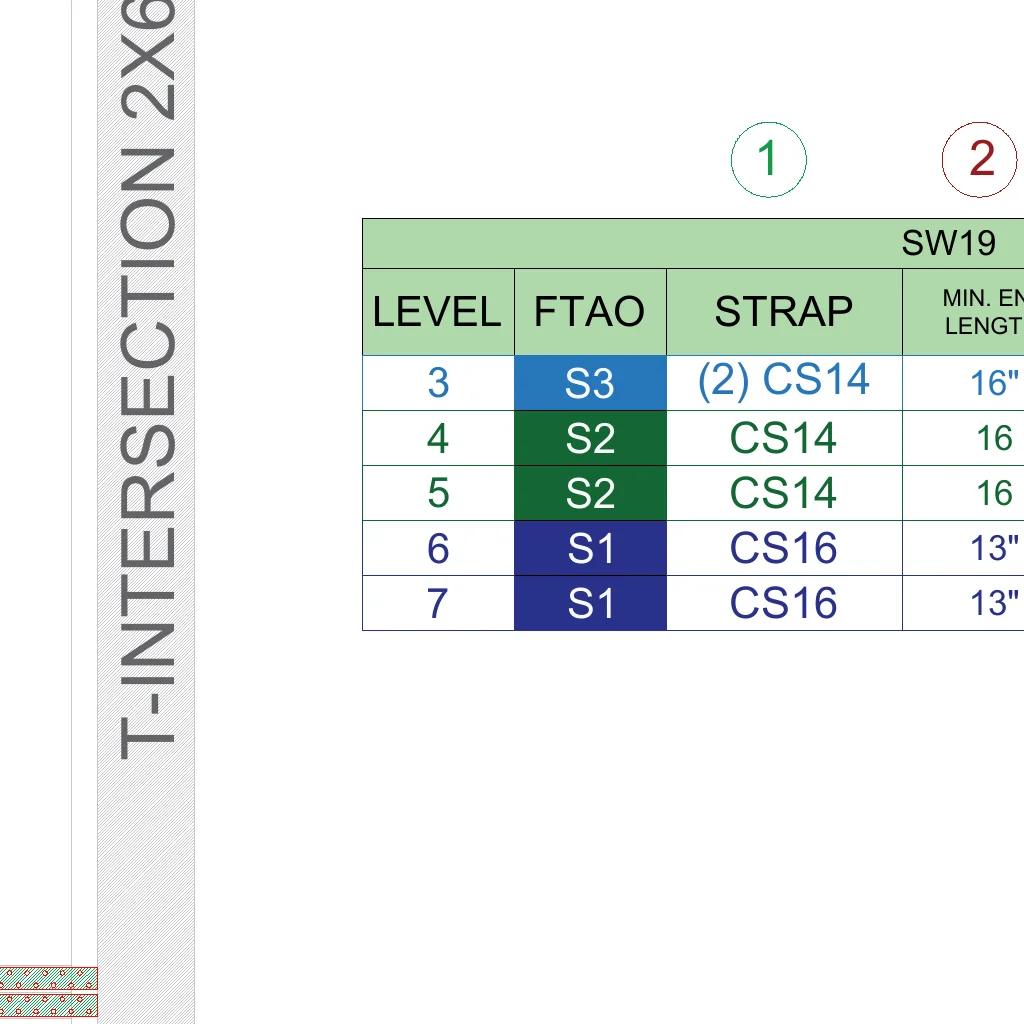 T-INTERSECTION 2X6
1 2
SW19
LEVEL FTAO STRAP MIN. EN
LENGT
3 S3 (2) CS14 16"
4 S2 CS14 16
5 S2 CS14 16
6 S1 CS16 13"
7 S1 CS16 13"